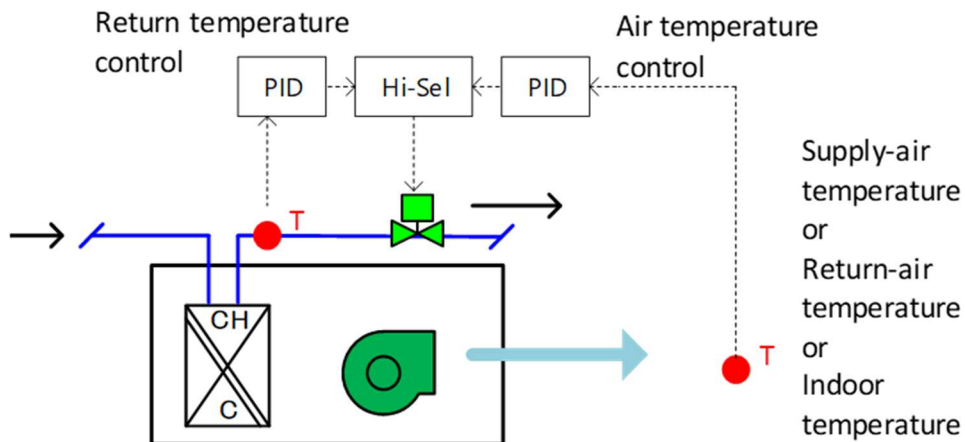 Return temperature
control
Air temperature
control
PID
Hi-Sel
PID
T
Supply-air
temperature
or
Return-air
temperature
or
Indoor
temperature
CH
C
T